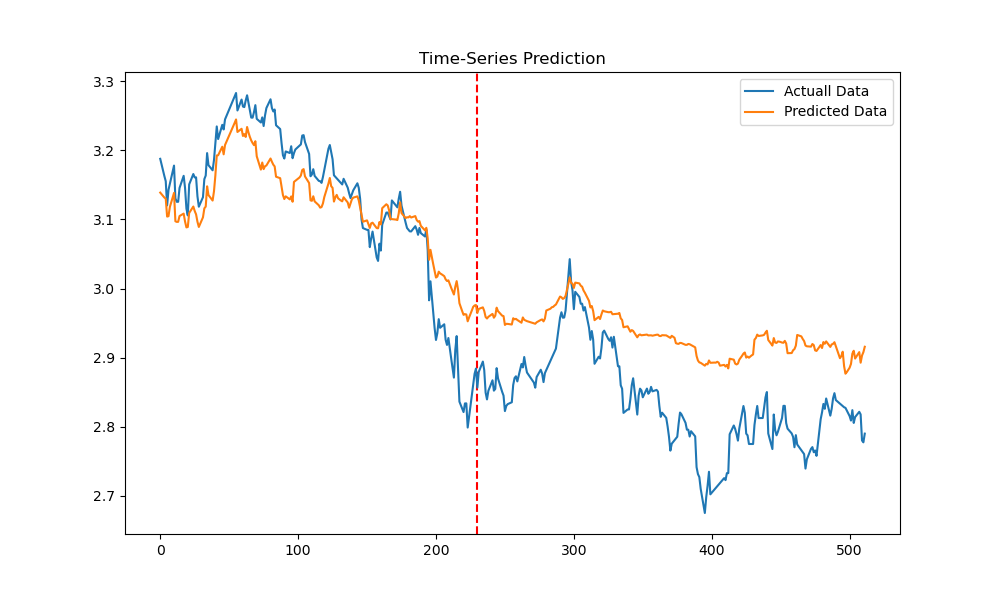 Time-Series Prediction
Actuall Data
Predicted Data
3.3
3.2
3.1
3.0
2.9
2.8
2.7
0 100 200 300 400 500